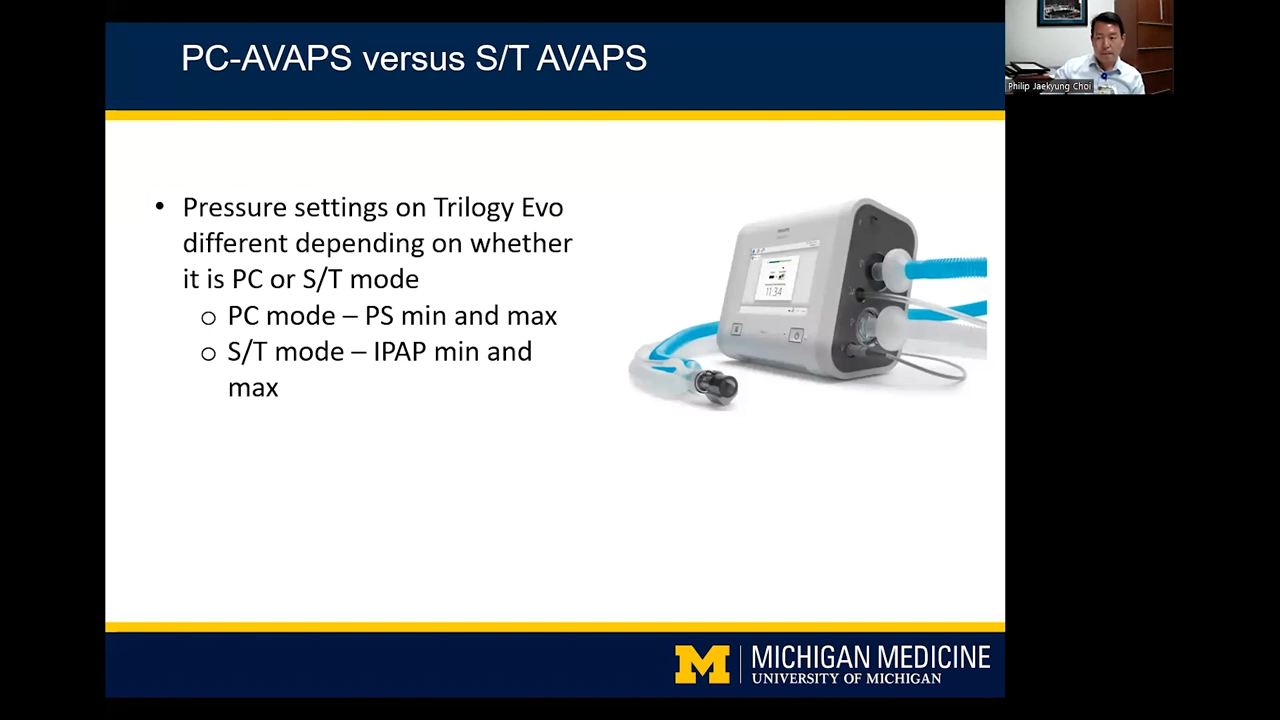 PC-AVAPS versus S/T AVAPS
Philip Jaekyung Choi
• Pressure settings on Trilogy Evo
different depending on whether
it is PC or S/T mode
o PC mode – PS min and max
o S/T mode – IPAP min and
max
11:34
M
MICHIGAN MEDICINE
UNIVERSITY OF MICHIGAN